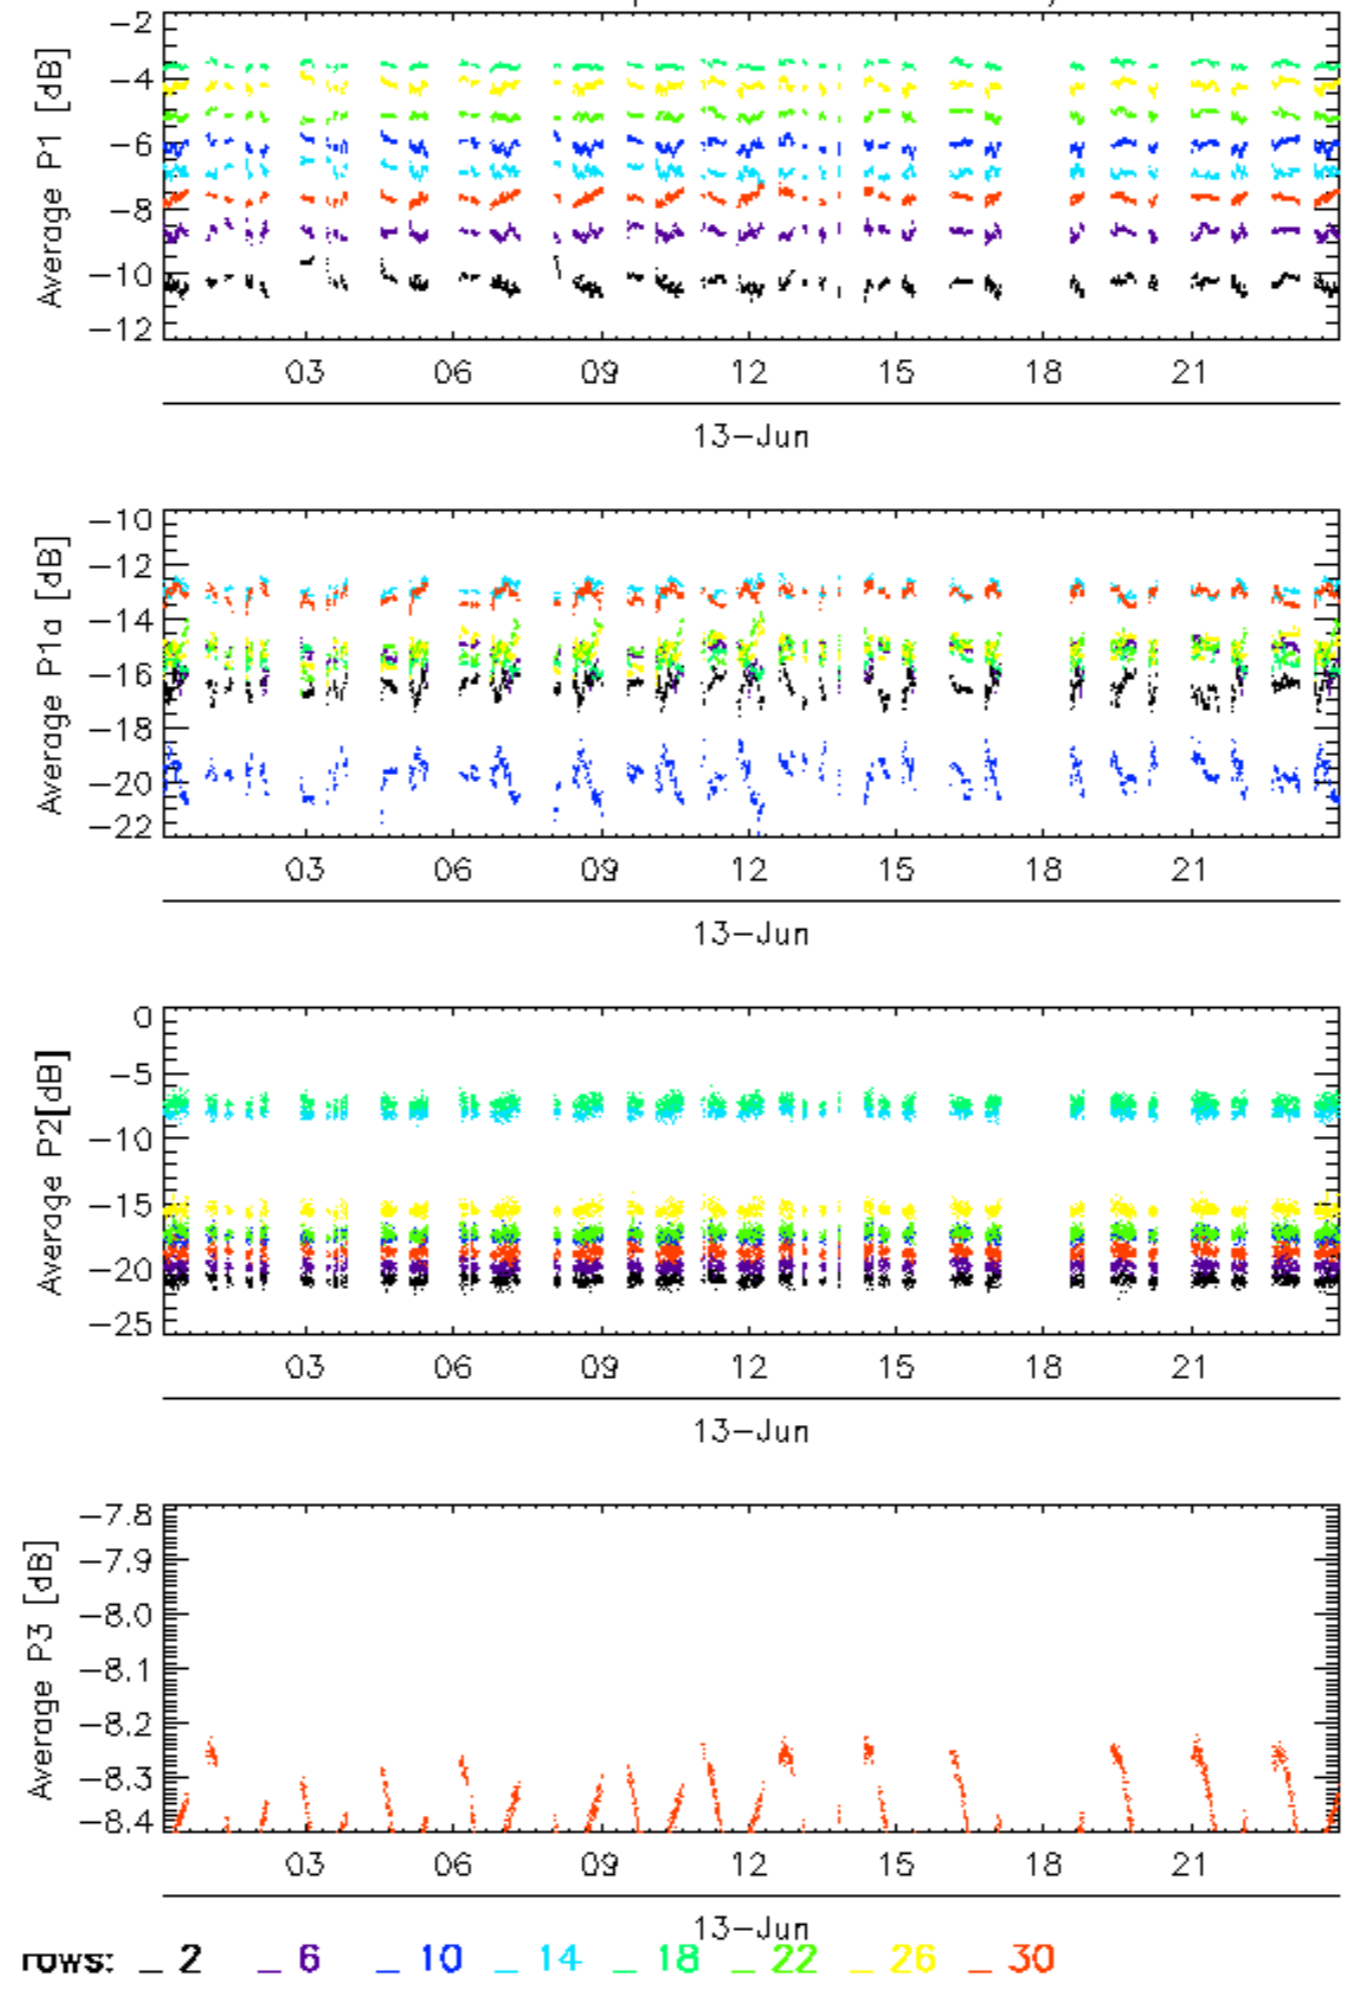 Average P1 [dB]
-2
-4
-6
-8
-10
-12
03 06 09 12 15 18 21
13-Jun
Average P1a [dB]
-10
-12
-14
-16
-18
-20
-22
03 06 09 12 15 18 21
13-Jun
Average P2[dB]
0
-5
-10
-15
-20
-25
03 06 09 12 15 18 21
13-Jun
Average P3 [dB]
-7.8
-7.9
-8.0
-8.1
-8.2
-8.3
-8.4
03 06 09 12 15 18 21
13-Jun
rows: _ 2 _ 6 _ 10 _ 14 _ 18 _ 22 _ 26 _ 30